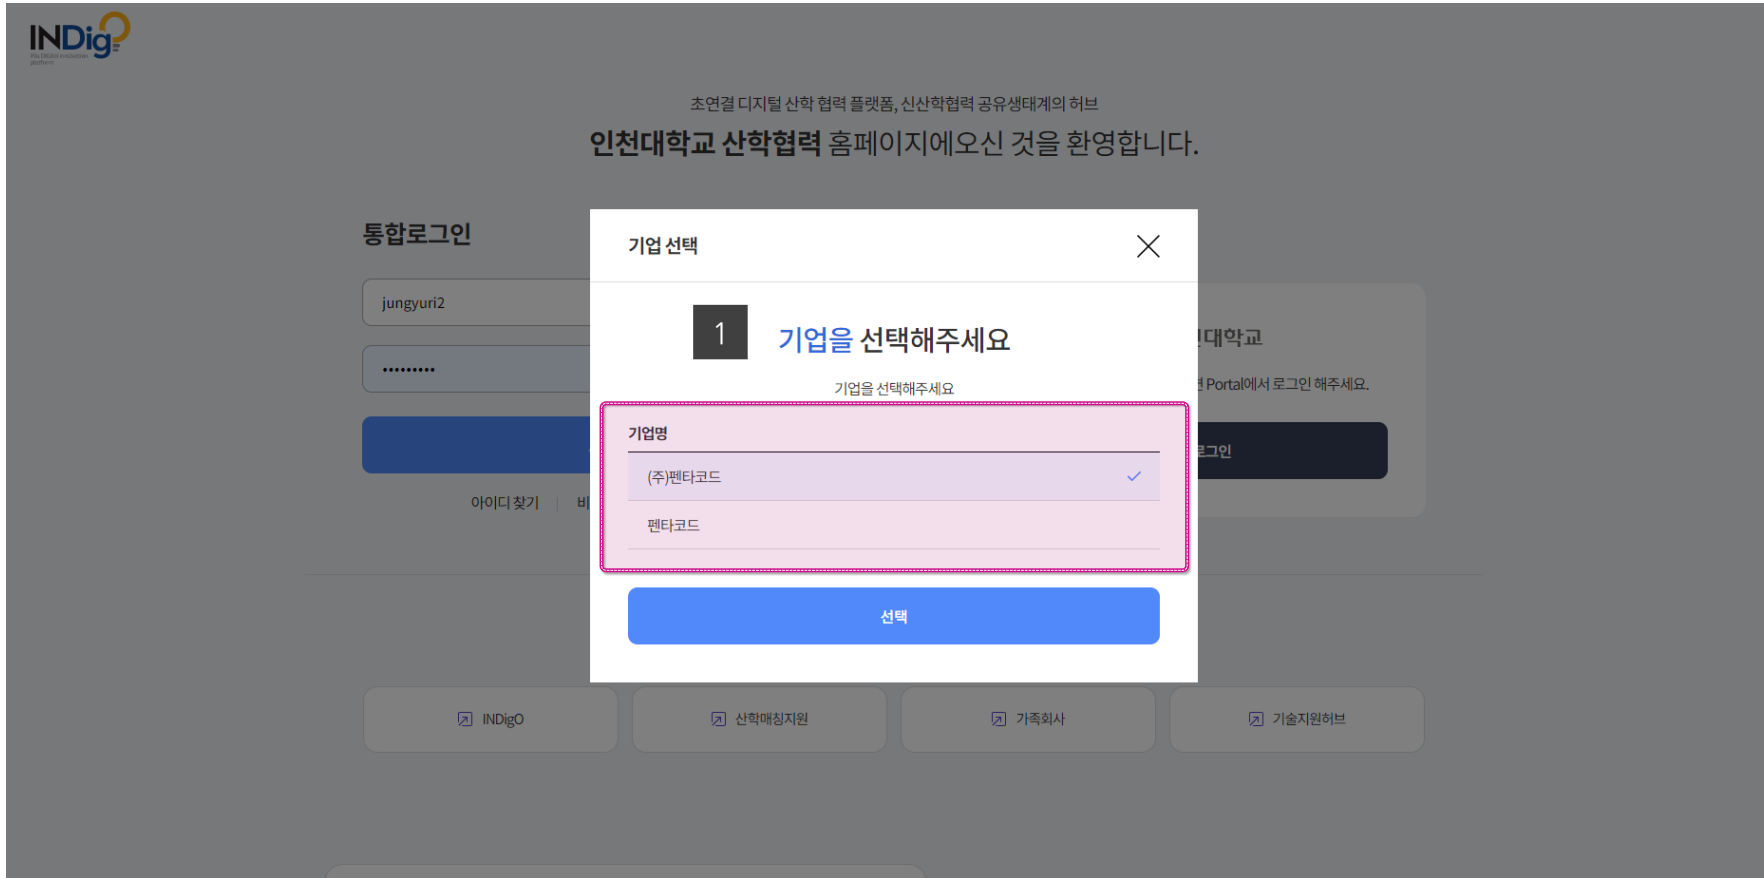 INDigO
초연결 디지털 산학 협력 플랫폼, 신산학협력 공유생태계의 허브
인천대학교 산학협력 홈페이지에오신 것을 환영합니다.
통합로그인
jungyuri2
아이디 찾기
비
기업 선택
1
기업을 선택해주세요
기업을 선택해주세요
기업명
(주)펜타코드
펜타코드
선택
대학교
Portal에서 로그인 해주세요.
로그인
INDigO
산학매칭지원
가족회사
기술지원허브